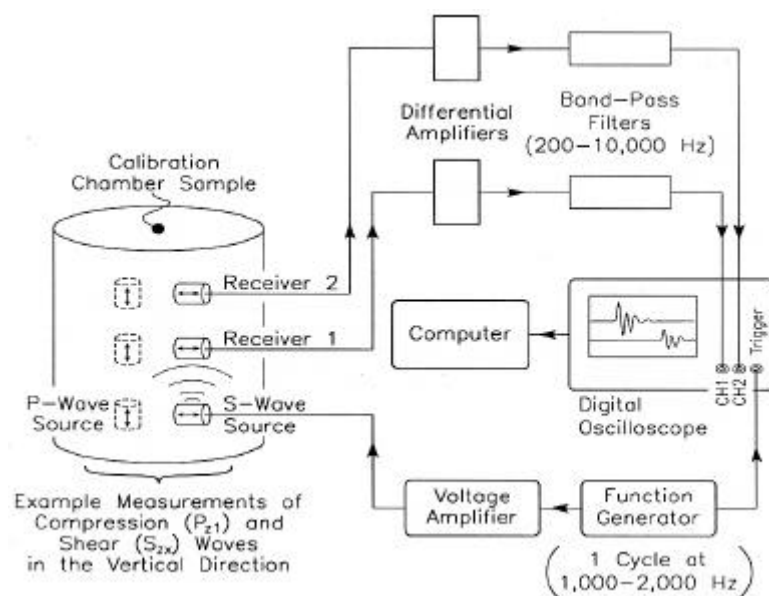 Differential
Amplifiers
Band-Pass
Filters
(200-10,000 Hz)
Calibration
Chamber Sample
Receiver 2
Receiver 1
Computer
Trigger
CH1
CH2
Digital
Oscilloscope
P-Wave
Source
S-Wave
Source
Voltage
Amplifier
Function
Generator
1 Cycle at
1,000-2,000 Hz
Example Measurements of
Compression (Pz1) and
Shear (Szx) Waves
in the Vertical Direction